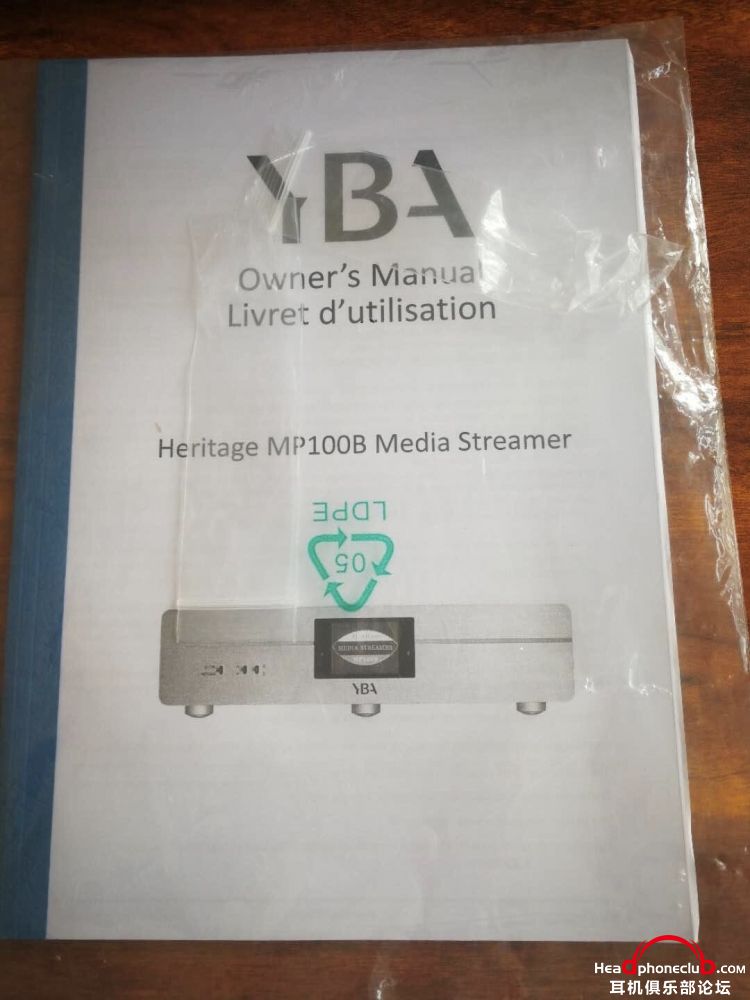 YBA
Owner's Manual
Livret d'utilisation
Heritage MP100B Media Streamer
LDPE
05
MEDIA STREAMER
YBA
HeadphoneclubD.COM
耳机俱乐部论坛